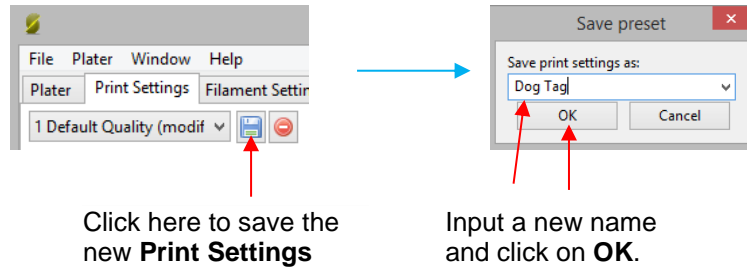 File Plater Window Help
Plater Print Settings Filament Settin
1 Default Quality (modif
Click here to save the
new Print Settings
Save preset
Save print settings as:
Dog Tag
OK Cancel
Input a new name
and click on OK.